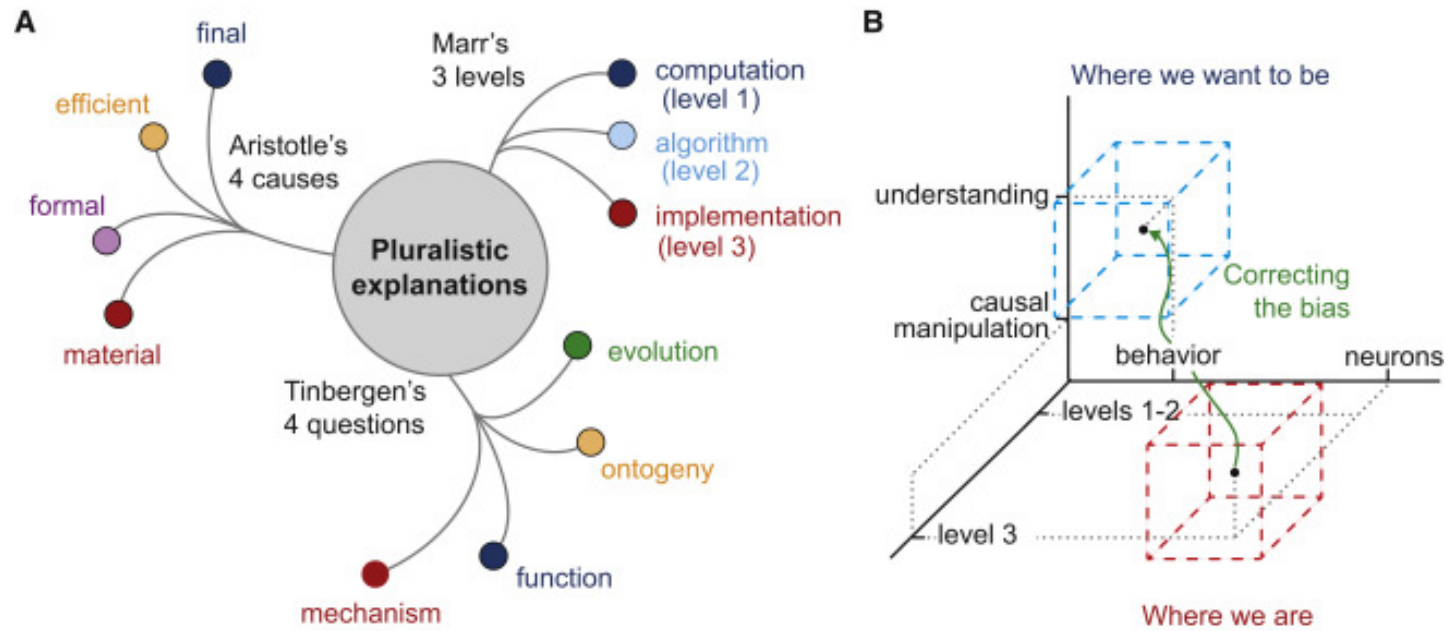 A
final
efficient
formal
material
Aristotle's
4 causes
Marr's
3 levels
computation
(level 1)
algorithm
(level 2)
implementation
(level 3)
Pluralistic
explanations
Tinbergen's
4 questions
evolution
ontogeny
function
mechanism
B
Where we want to be
understanding
causal
manipulation
Correcting
the bias
behavior
neurons
levels 1-2
level 3
Where we are